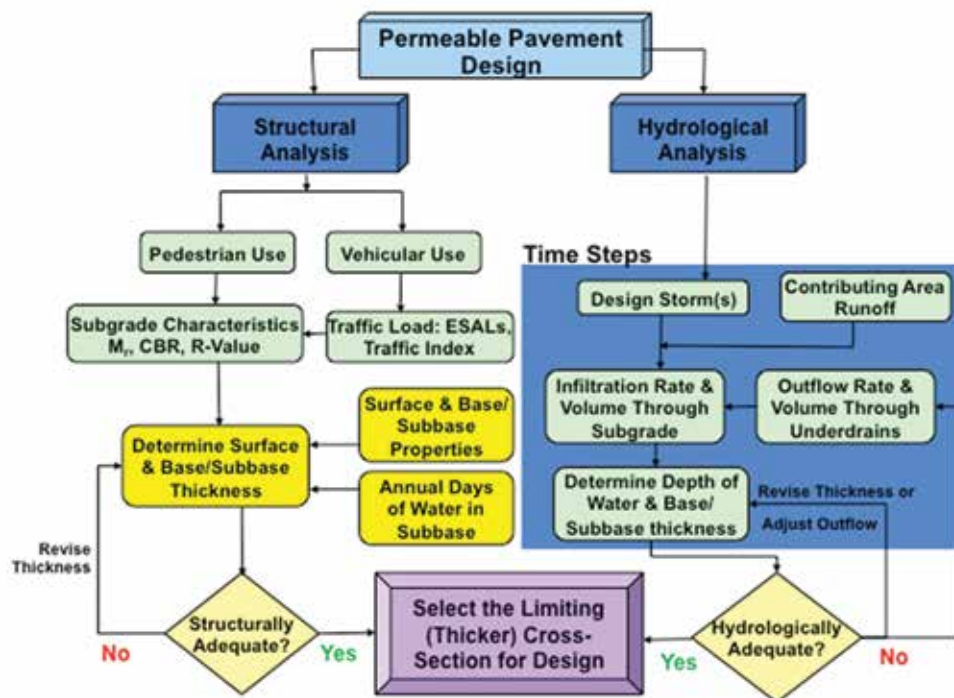 Permeable Pavement
Design
Structural
Analysis
Hydrological
Analysis
Pedestrian Use
Vehicular Use
Subgrade Characteristics
Mr, CBR, R-Value
Traffic Load: ESALs,
Traffic Index
Surface & Base/
Subbase
Properties
Determine Surface
& Base/Subbase
Thickness
Annual Days
of Water in
Subbase
Revise
Thickness
Structurally
Adequate?
No
Yes
Time Steps
Design Storm(s)
Contributing Area
Runoff
Infiltration Rate &
Volume Through
Subgrade
Outflow Rate &
Volume Through
Underdrains
Determine Depth of
Water & Base/
Subbase thickness
Revise Thickness or
Adjust Outflow
Hydrologically
Adequate?
Yes
No
Select the Limiting
(Thicker) Cross-
Section for Design